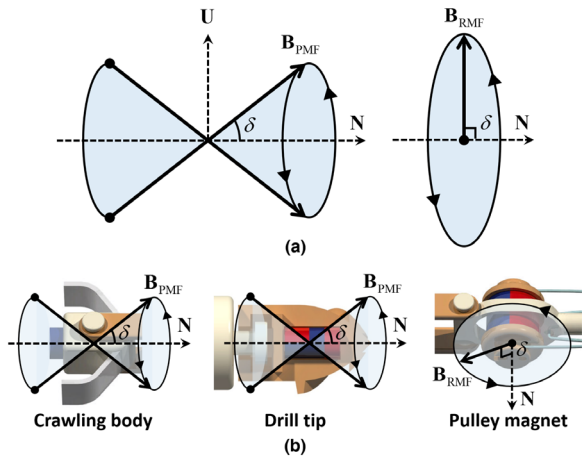 U
B_PMF
δ
N
B_RMF
δ
N
(a)
B_PMF
δ
N
B_PMF
δ
N
B_RMF
δ
N
Crawling body
Drill tip
Pulley magnet
(b)